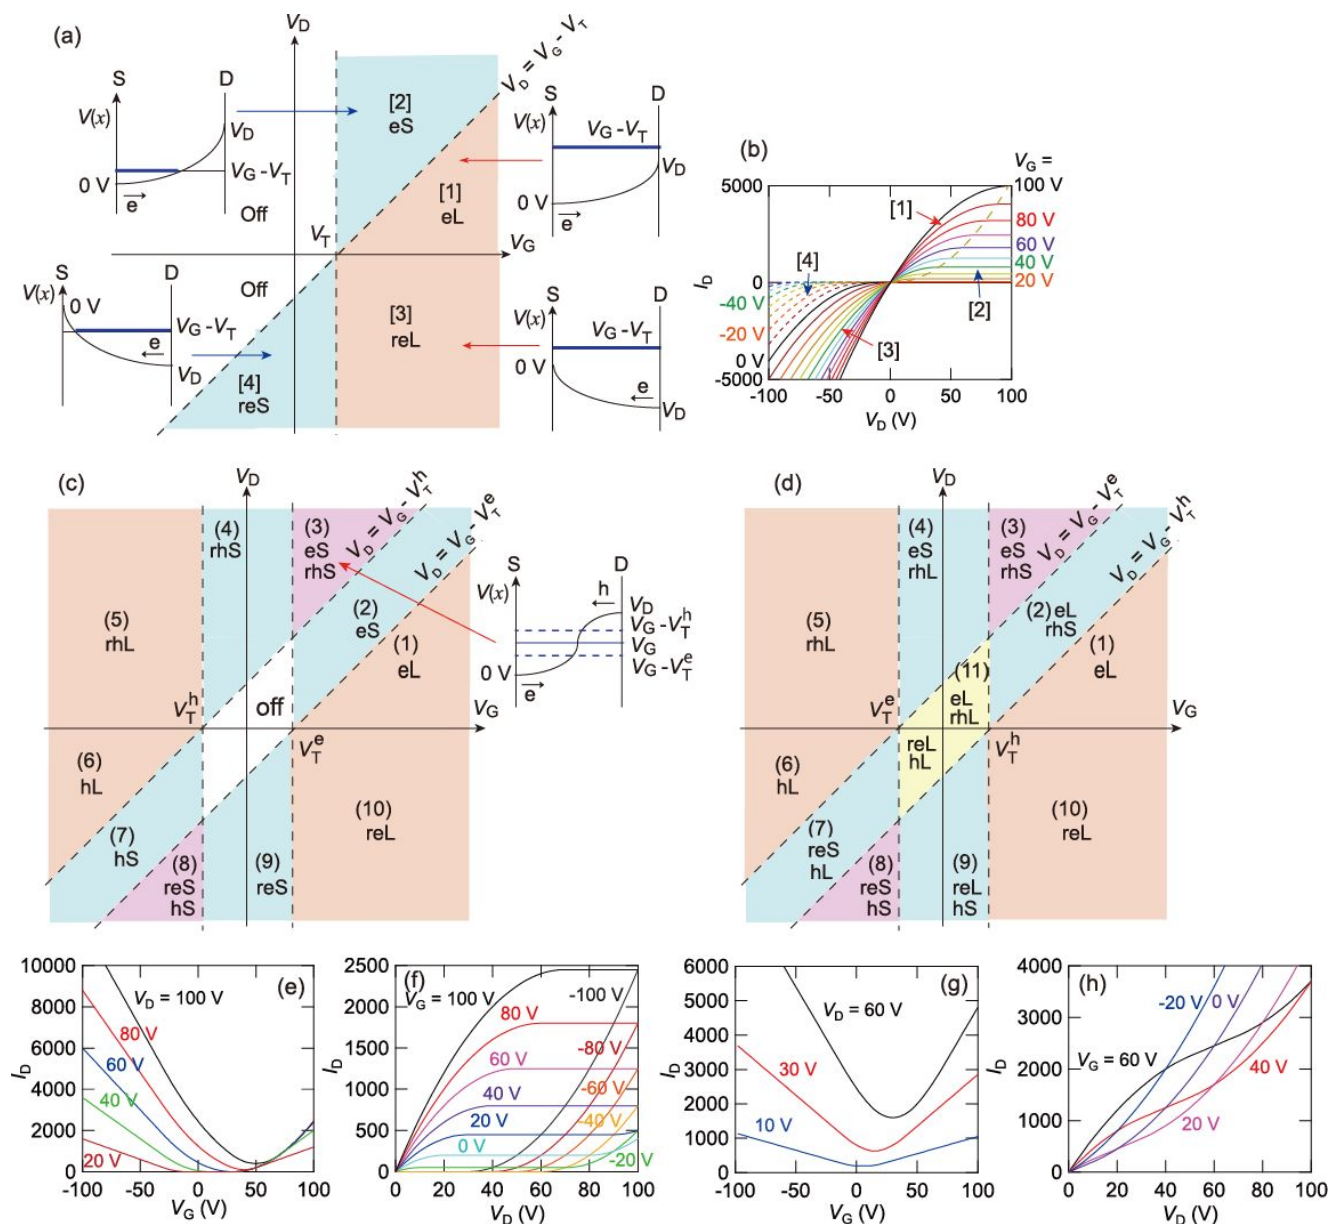 (a)
V_D
V_D = V_G - V_T
S
D
V(x)
V_D
0 V
V_G - V_T
e
Off
[2]
eS
S
D
V(x)
V_G - V_T
V_D
0 V
e
[1]
eL
V_T
V_G
S
D
0 V
V(x)
V_G - V_T
e
V_D
Off
[4]
reS
[3]
reL
S
D
V(x)
V_G - V_T
0 V
e
V_D
(b)
V_G =
100 V
80 V
60 V
40 V
20 V
5000
0
-5000
I_D
[1]
[4]
[2]
[3]
-40 V
-20 V
0 V
-100
-50
0
50
100
V_D (V)
(c)
V_D
V_D = V_G - V_T^h
V_D = V_G - V_T^e
(4)
rhS
(3)
eS
rhS
(5)
rhL
(2)
eS
(1)
eL
V_T^h
off
V_G
V_T^e
(6)
hL
(7)
hS
(8)
reS
hS
(9)
reS
(10)
reL
S
D
V(x)
h
V_D
V_G - V_T^h
V_G
V_G - V_T^e
0 V
e
(d)
V_D
V_D = V_G - V_T^e
V_D = V_G - V_T^h
(4)
eS
rhL
(3)
eS
rhS
(5)
rhL
(2) eL
rhS
(1)
eL
(11)
eL
rhL
V_T^e
V_G
reL
hL
V_T^h
(6)
hL
(7)
reS
hL
(8)
reS
hS
(9)
reL
hS
(10)
reL
(e)
10000
8000
6000
4000
2000
0
I_D
V_D = 100 V
80 V
60 V
40 V
20 V
-100
-50
0
50
100
V_G (V)
(f)
2500
2000
1500
1000
500
0
I_D
V_G = 100 V
80 V
60 V
40 V
20 V
0 V
-100
-80 V
-60 V
-40 V
-20 V
0
20
40
60
80
100
V_D (V)
(g)
6000
5000
4000
3000
2000
1000
0
I_D
V_D = 60 V
30 V
10 V
-100
-50
0
50
100
V_G (V)
(h)
4000
3000
2000
1000
0
I_D
-20 V
0 V
V_G = 60 V
40 V
20 V
0
20
40
60
80
100
V_D (V)